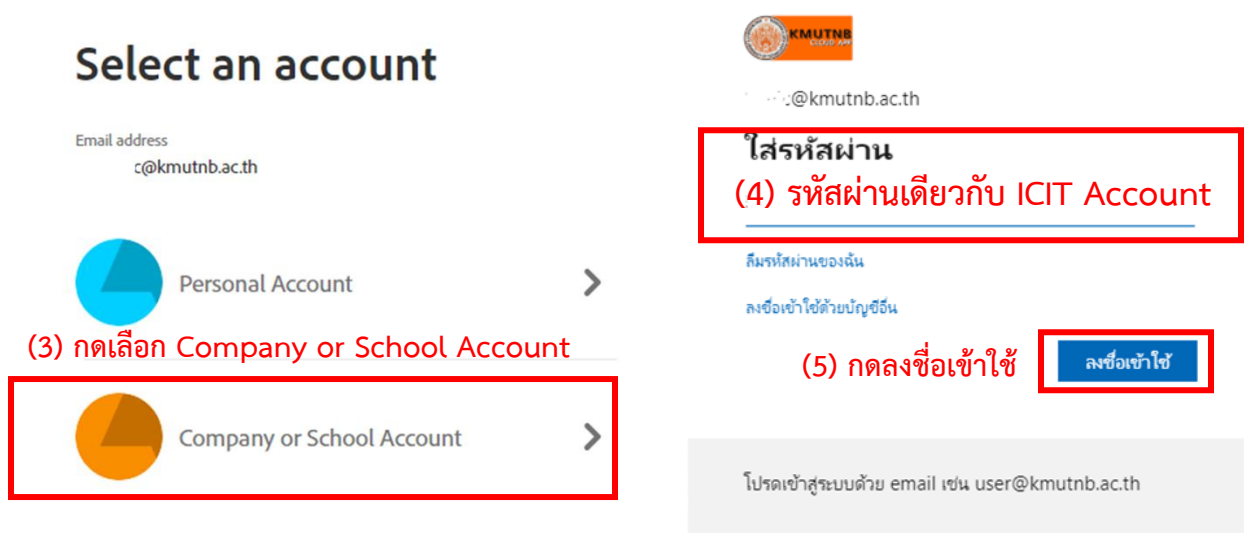 Select an account
Email address
c@kmutnb.ac.th
Personal Account
(3) กดเลือก Company or School Account
Company or School Account
KMUTNB
CLOUD APP
@kmutnb.ac.th
ใส่รหัสผ่าน
(4) รหัสผ่านเดียวกับ ICIT Account
ลืมรหัสผ่านของฉัน
ลงชื่อเข้าใช้ด้วยบัญชีอื่น
(5) กดลงชื่อเข้าใช้
ลงชื่อเข้าใช้
โปรดเข้าสู่ระบบด้วย email เช่น user@kmutnb.ac.th